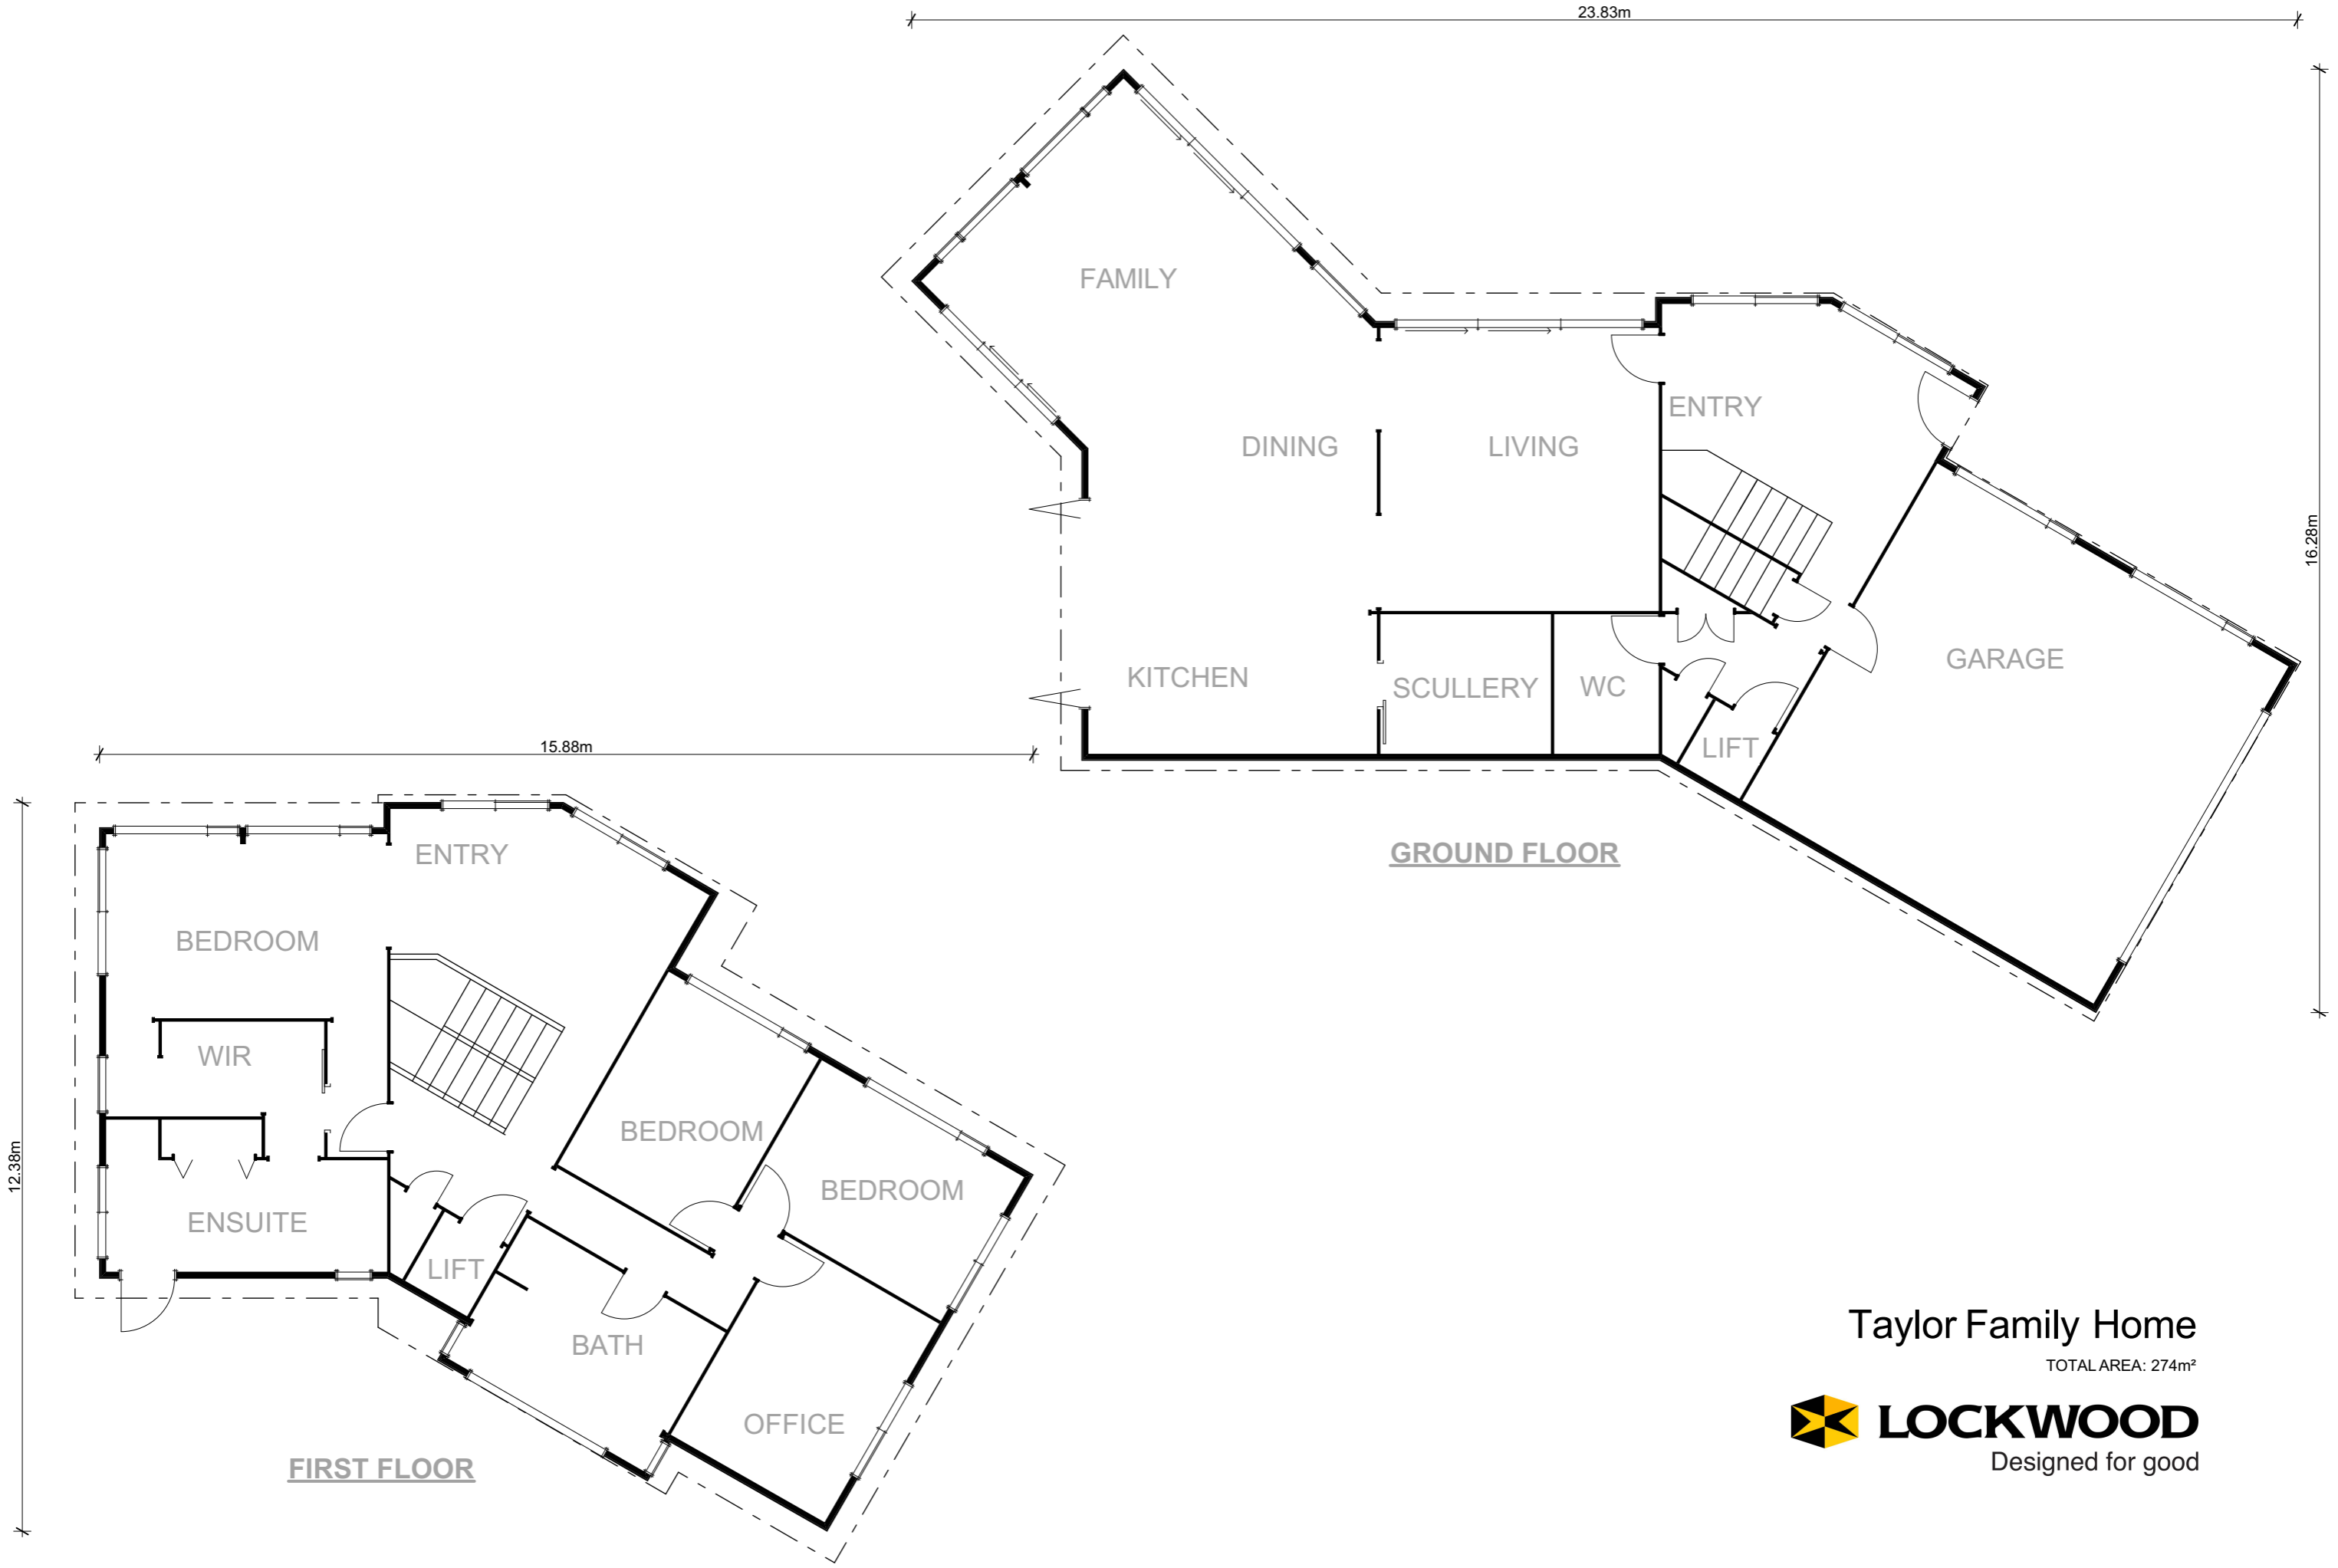 23.83m
16.28m
FAMILY
ENTRY
DINING
LIVING
GARAGE
KITCHEN
SCULLERY
WC
LIFT
GROUND FLOOR
15.88m
12.38m
ENTRY
BEDROOM
WIR
BEDROOM
BEDROOM
ENSUITE
LIFT
BATH
OFFICE
FIRST FLOOR
Taylor Family Home
TOTAL AREA: 274m²
LOCKWOOD
Designed for good